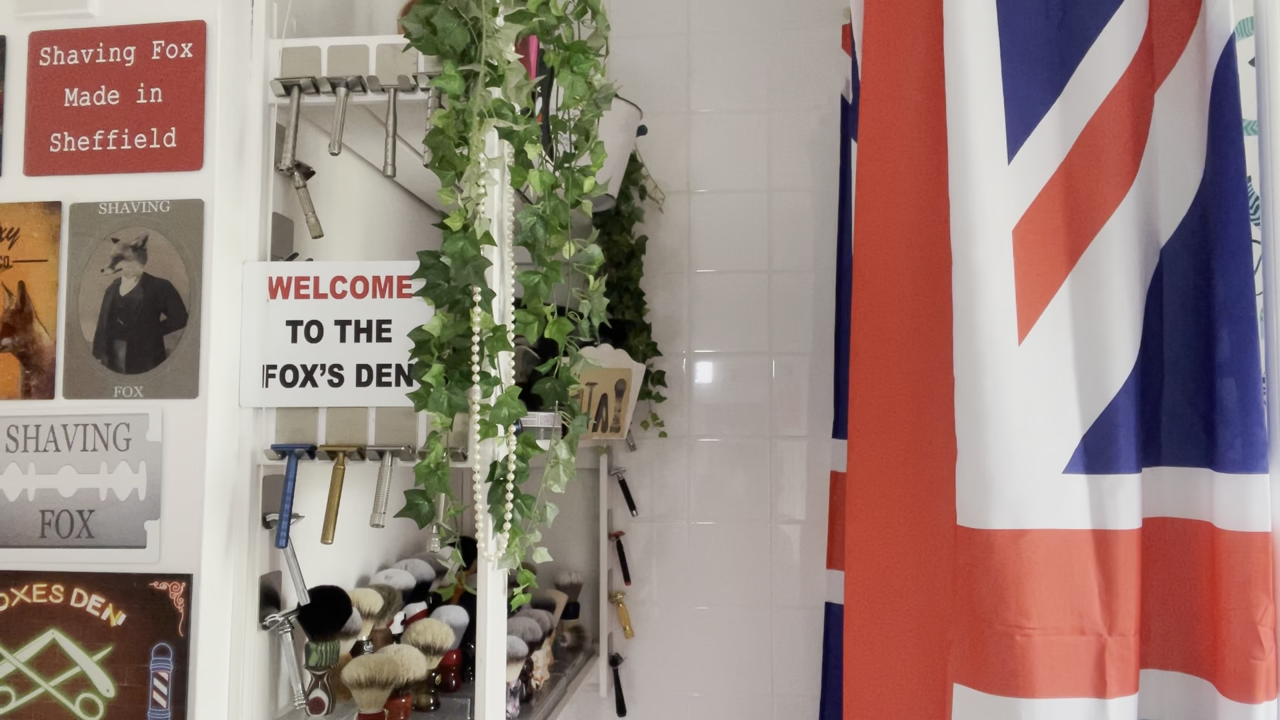 Shaving Fox
Made in
Sheffield
SHAVING
FOX
WELCOME
TO THE
FOX'S DEN
SHAVING
FOX
OXES DEN